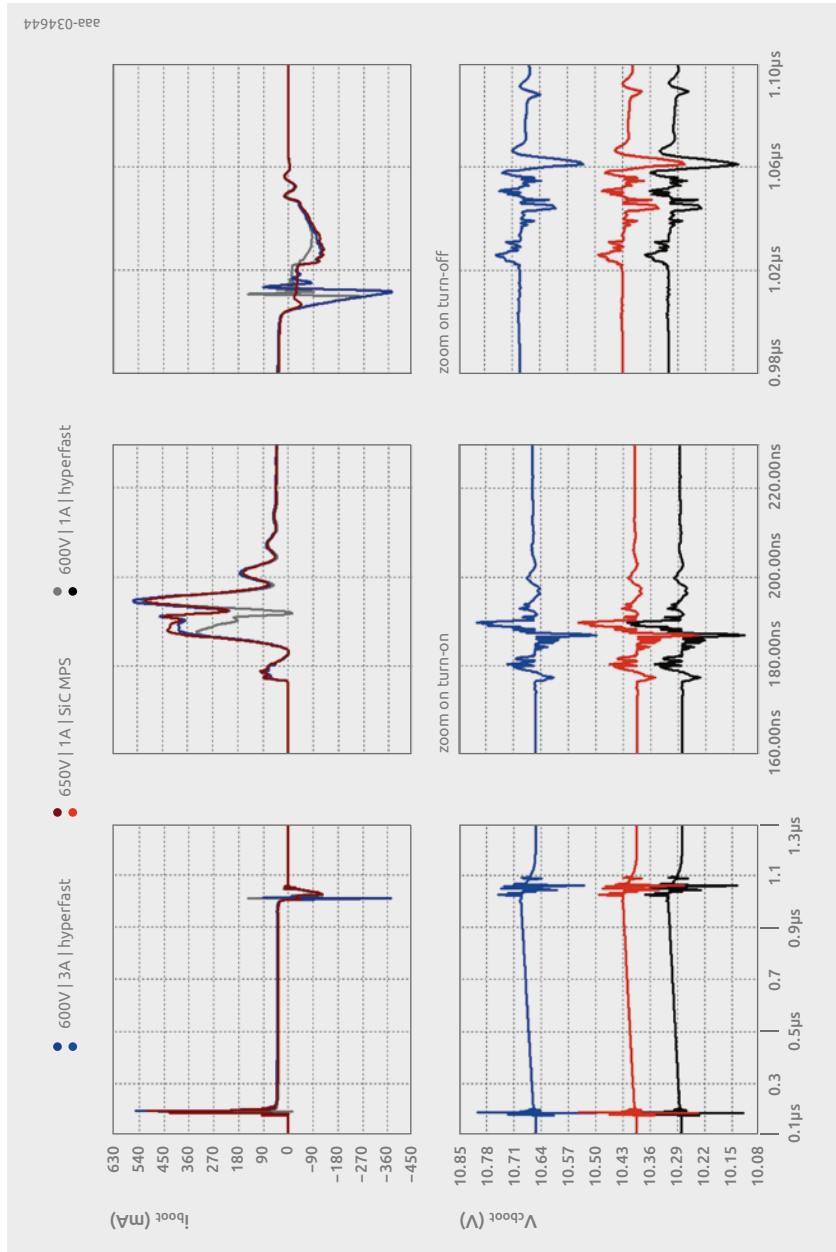 600V | 3A | hyperfast
650V | 1A | SiC MPS
600V | 1A | hyperfast
iboot (mA)
630
540
450
360
270
180
90
0
−90
−180
−270
−360
−450
Vcboot (V)
10.85
10.78
10.71
10.64
10.57
10.50
10.43
10.36
10.29
10.22
10.15
10.08
zoom on turn-on
zoom on turn-off
0.1µs
0.3
0.5µs
0.7
0.9µs
1.1
1.3µs
160.00ns
180.00ns
200.00ns
220.00ns
0.98µs
1.02µs
1.06µs
1.10µs
aaa-034644